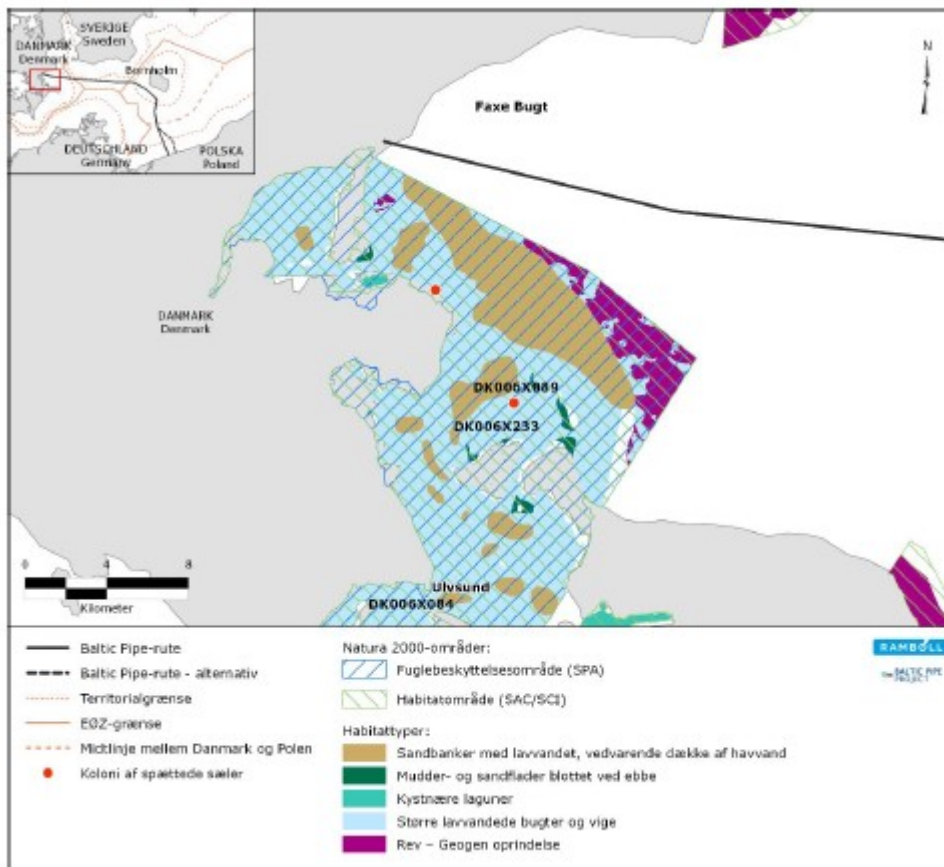 SVERIGE
Sweden
DANMARK
Denmark
Bornholm
DEUTSCHLAND
Germany
POLSKA
Poland
N
Faxe Bugt
DANMARK
Denmark
DK006X089
DK006X233
0 4 8
Kilometer
Ulvsund
DK006X084
Baltic Pipe-rute
Baltic Pipe-rute - alternativ
Territorialgrænse
EØZ-grænse
Midtlinje mellem Danmark og Polen
Koloni af spættede sæler
Natura 2000-områder:
Fuglebeskyttelsesområde (SPA)
Habitatområde (SAC/SCI)
Habitattyper:
Sandbanker med lavvandet, vedvarende dække af havvand
Mudder- og sandflader blottet ved ebbe
Kystnære laguner
Større lavvandede bugter og vige
Rev – Geogen oprindelse
RAMBOLL
BALTIC PIPE
PROJECT